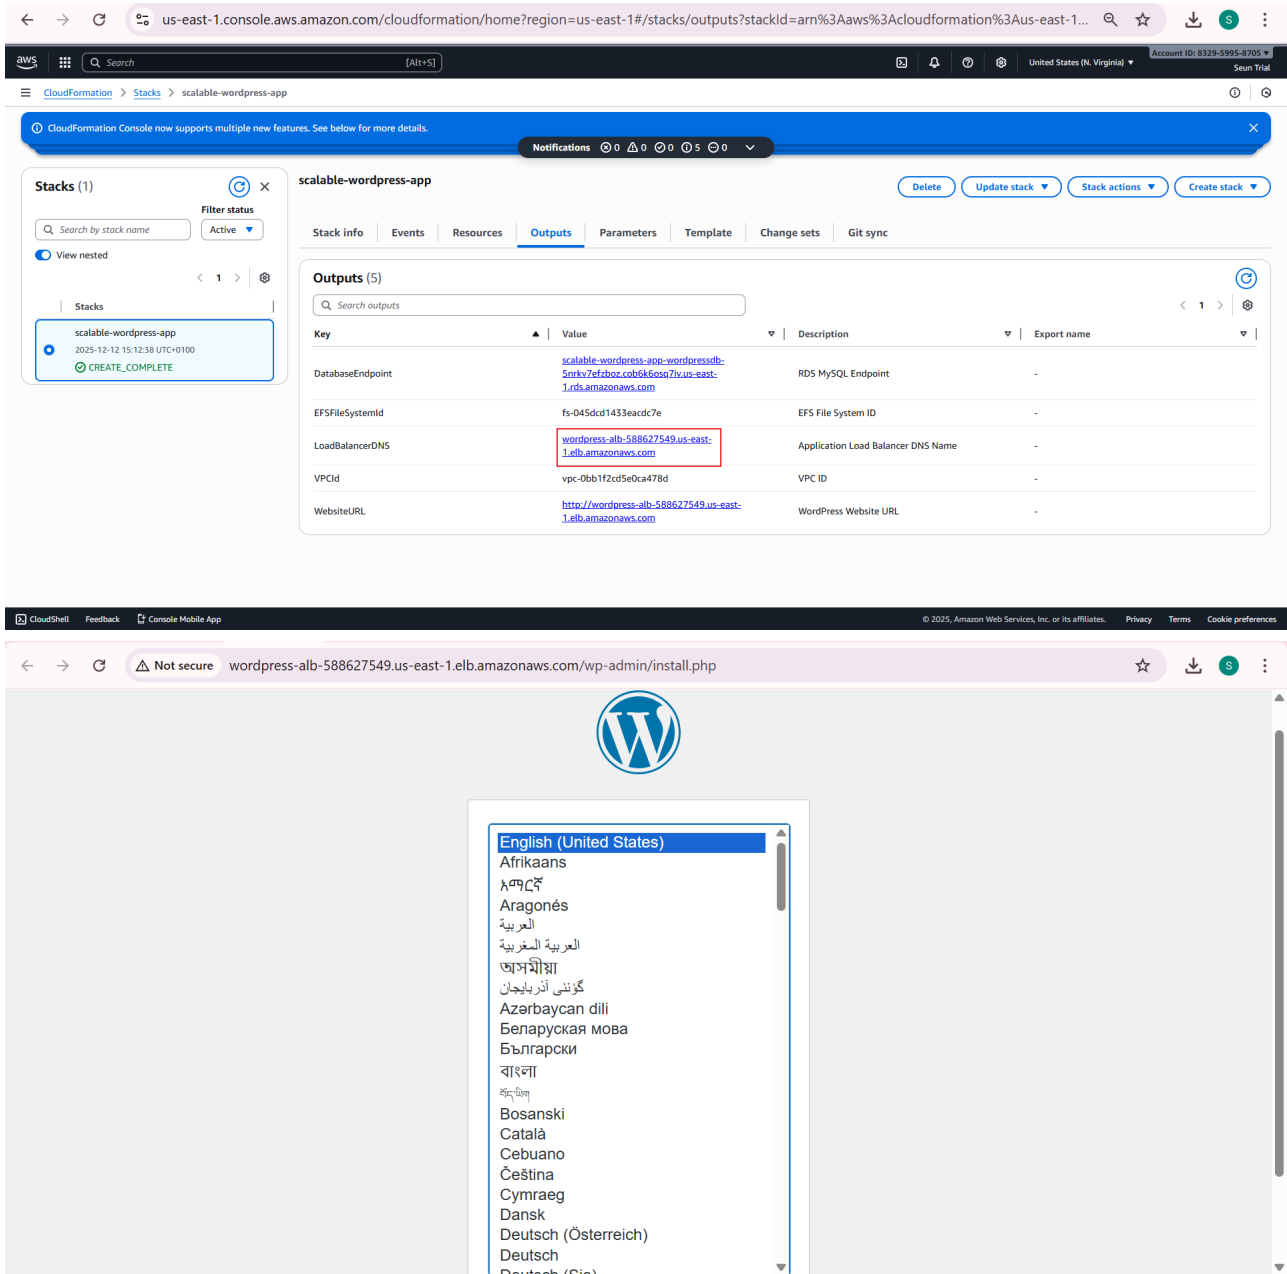 us-east-1.console.aws.amazon.com/cloudformation/home?region=us-east-1#/stacks/outputs?stackId=arn%3Aaws%3Acloudformation%3Aus-east-1...
S
aws
Search
[Alt+S]
United States (N. Virginia)
Account ID: 8329-5995-8705
Seun Trial
CloudFormation > Stacks > scalable-wordpress-app
CloudFormation Console now supports multiple new features. See below for more details.
Notifications 0 0 0 5 0
Stacks (1)
Filter status
Search by stack name
Active
View nested
1
Stacks
scalable-wordpress-app
2025-12-12 15:12:38 UTC+0100
CREATE_COMPLETE
scalable-wordpress-app
Delete
Update stack
Stack actions
Create stack
Stack info
Events
Resources
Outputs
Parameters
Template
Change sets
Git sync
Outputs (5)
Search outputs
1
Key
Value
Description
Export name
DatabaseEndpoint
scalable-wordpress-app-wordpressdb-
5nrkv7efzboz.cob6k6osq7iv.us-east-
1.rds.amazonaws.com
RDS MySQL Endpoint
-
EFSFileSystemId
fs-045dcd1433eacdc7e
EFS File System ID
-
LoadBalancerDNS
wordpress-alb-588627549.us-east-
1.elb.amazonaws.com
Application Load Balancer DNS Name
-
VPCId
vpc-0bb1f2cd5e0ca478d
VPC ID
-
WebsiteURL
http://wordpress-alb-588627549.us-east-
1.elb.amazonaws.com
WordPress Website URL
-
CloudShell
Feedback
Console Mobile App
© 2025, Amazon Web Services, Inc. or its affiliates.
Privacy
Terms
Cookie preferences
Not secure
wordpress-alb-588627549.us-east-1.elb.amazonaws.com/wp-admin/install.php
S
W
English (United States)
Afrikaans
አማርኛ
Aragonés
العربية
العربية المغربية
অসমীয়া
گؤنئی آذربایجان
Azərbaycan dili
Беларуская мова
Български
বাংলা
བོད་ཡིག
Bosanski
Català
Cebuano
Čeština
Cymraeg
Dansk
Deutsch (Österreich)
Deutsch
Deutsch (Sie)